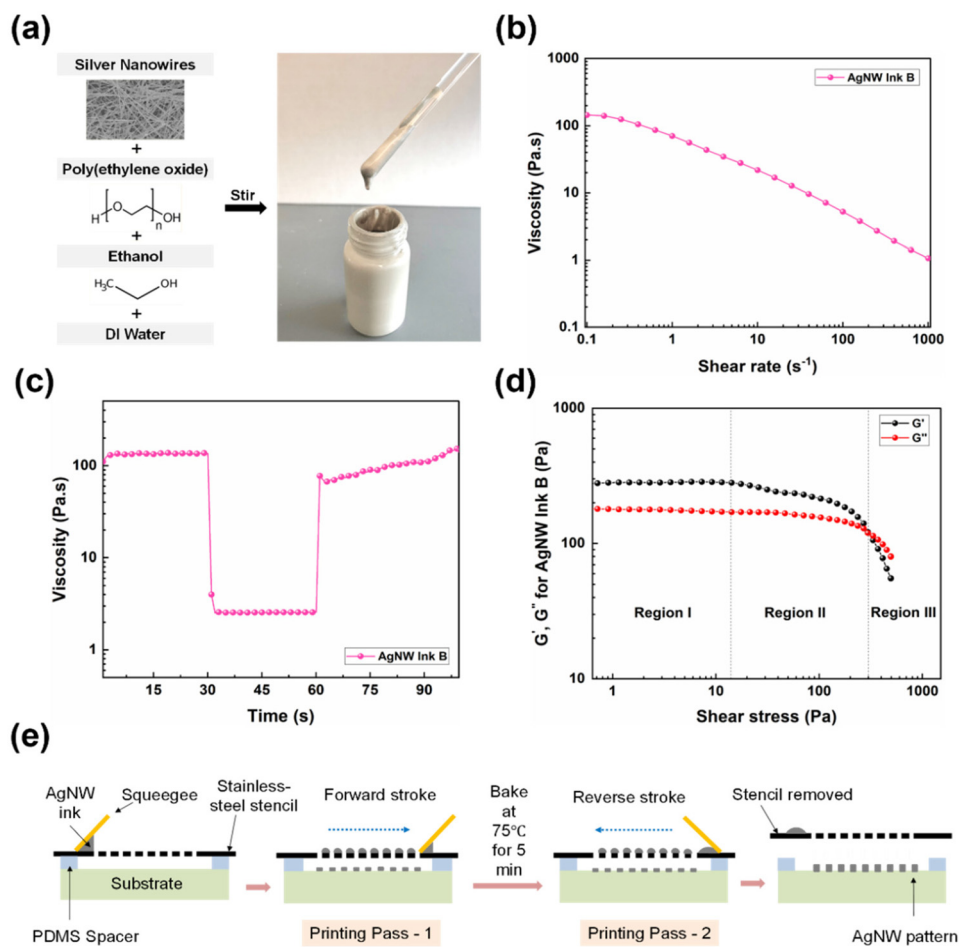 (a)
Silver Nanowires
+
Poly(ethylene oxide)
H
O
OH
n
+
Ethanol
H₃C
OH
+
DI Water
Stir
(b)
AgNW Ink B
Viscosity (Pa.s)
1000
100
10
1
0.1
0.1
1
10
100
1000
Shear rate (s⁻¹)
(c)
Viscosity (Pa.s)
100
10
1
AgNW Ink B
15
30
45
60
75
90
Time (s)
(d)
G', G" for AgNW Ink B (Pa)
1000
100
10
G'
G"
Region I
Region II
Region III
1
10
100
1000
Shear stress (Pa)
(e)
AgNW
ink
Squeegee
Stainless-
steel stencil
Substrate
PDMS Spacer
Forward stroke
Printing Pass - 1
Bake
at
75℃
for 5
min
Reverse stroke
Printing Pass - 2
Stencil removed
AgNW pattern